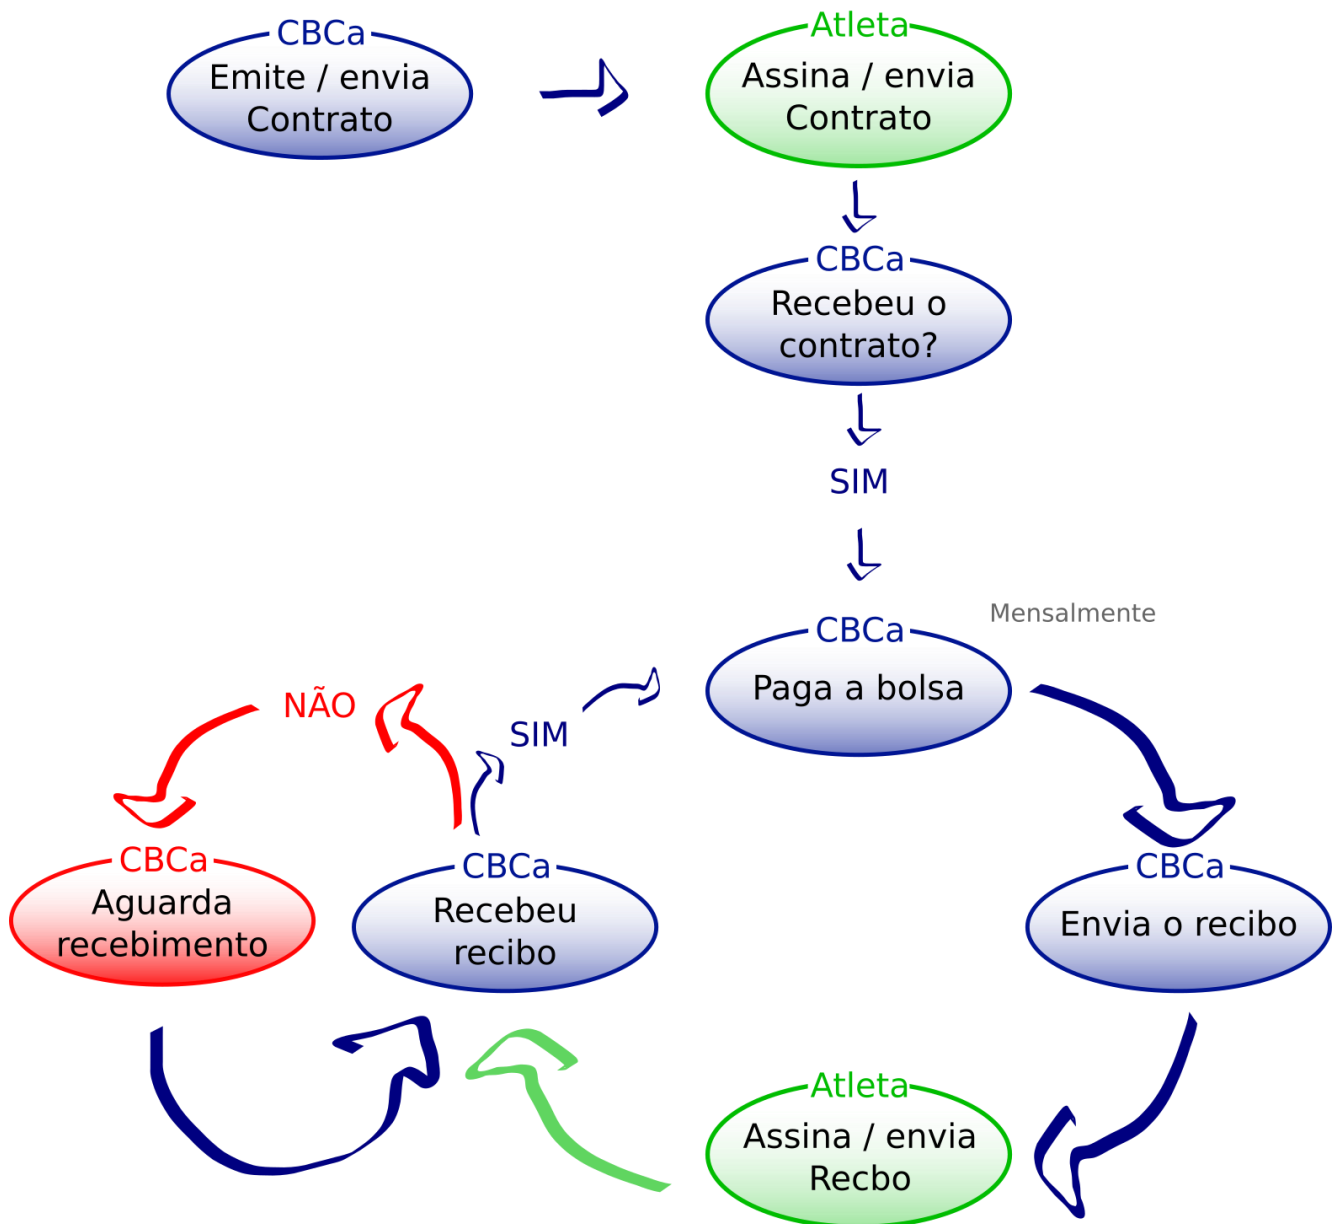 CBCa
Emite / envia
Contrato
Atleta
Assina / envia
Contrato
CBCa
Recebeu o
contrato?
SIM
Mensalmente
CBCa
Paga a bolsa
NÃO
SIM
CBCa
Aguarda
recebimento
CBCa
Recebeu
recibo
CBCa
Envia o recibo
Atleta
Assina / envia
Recbo